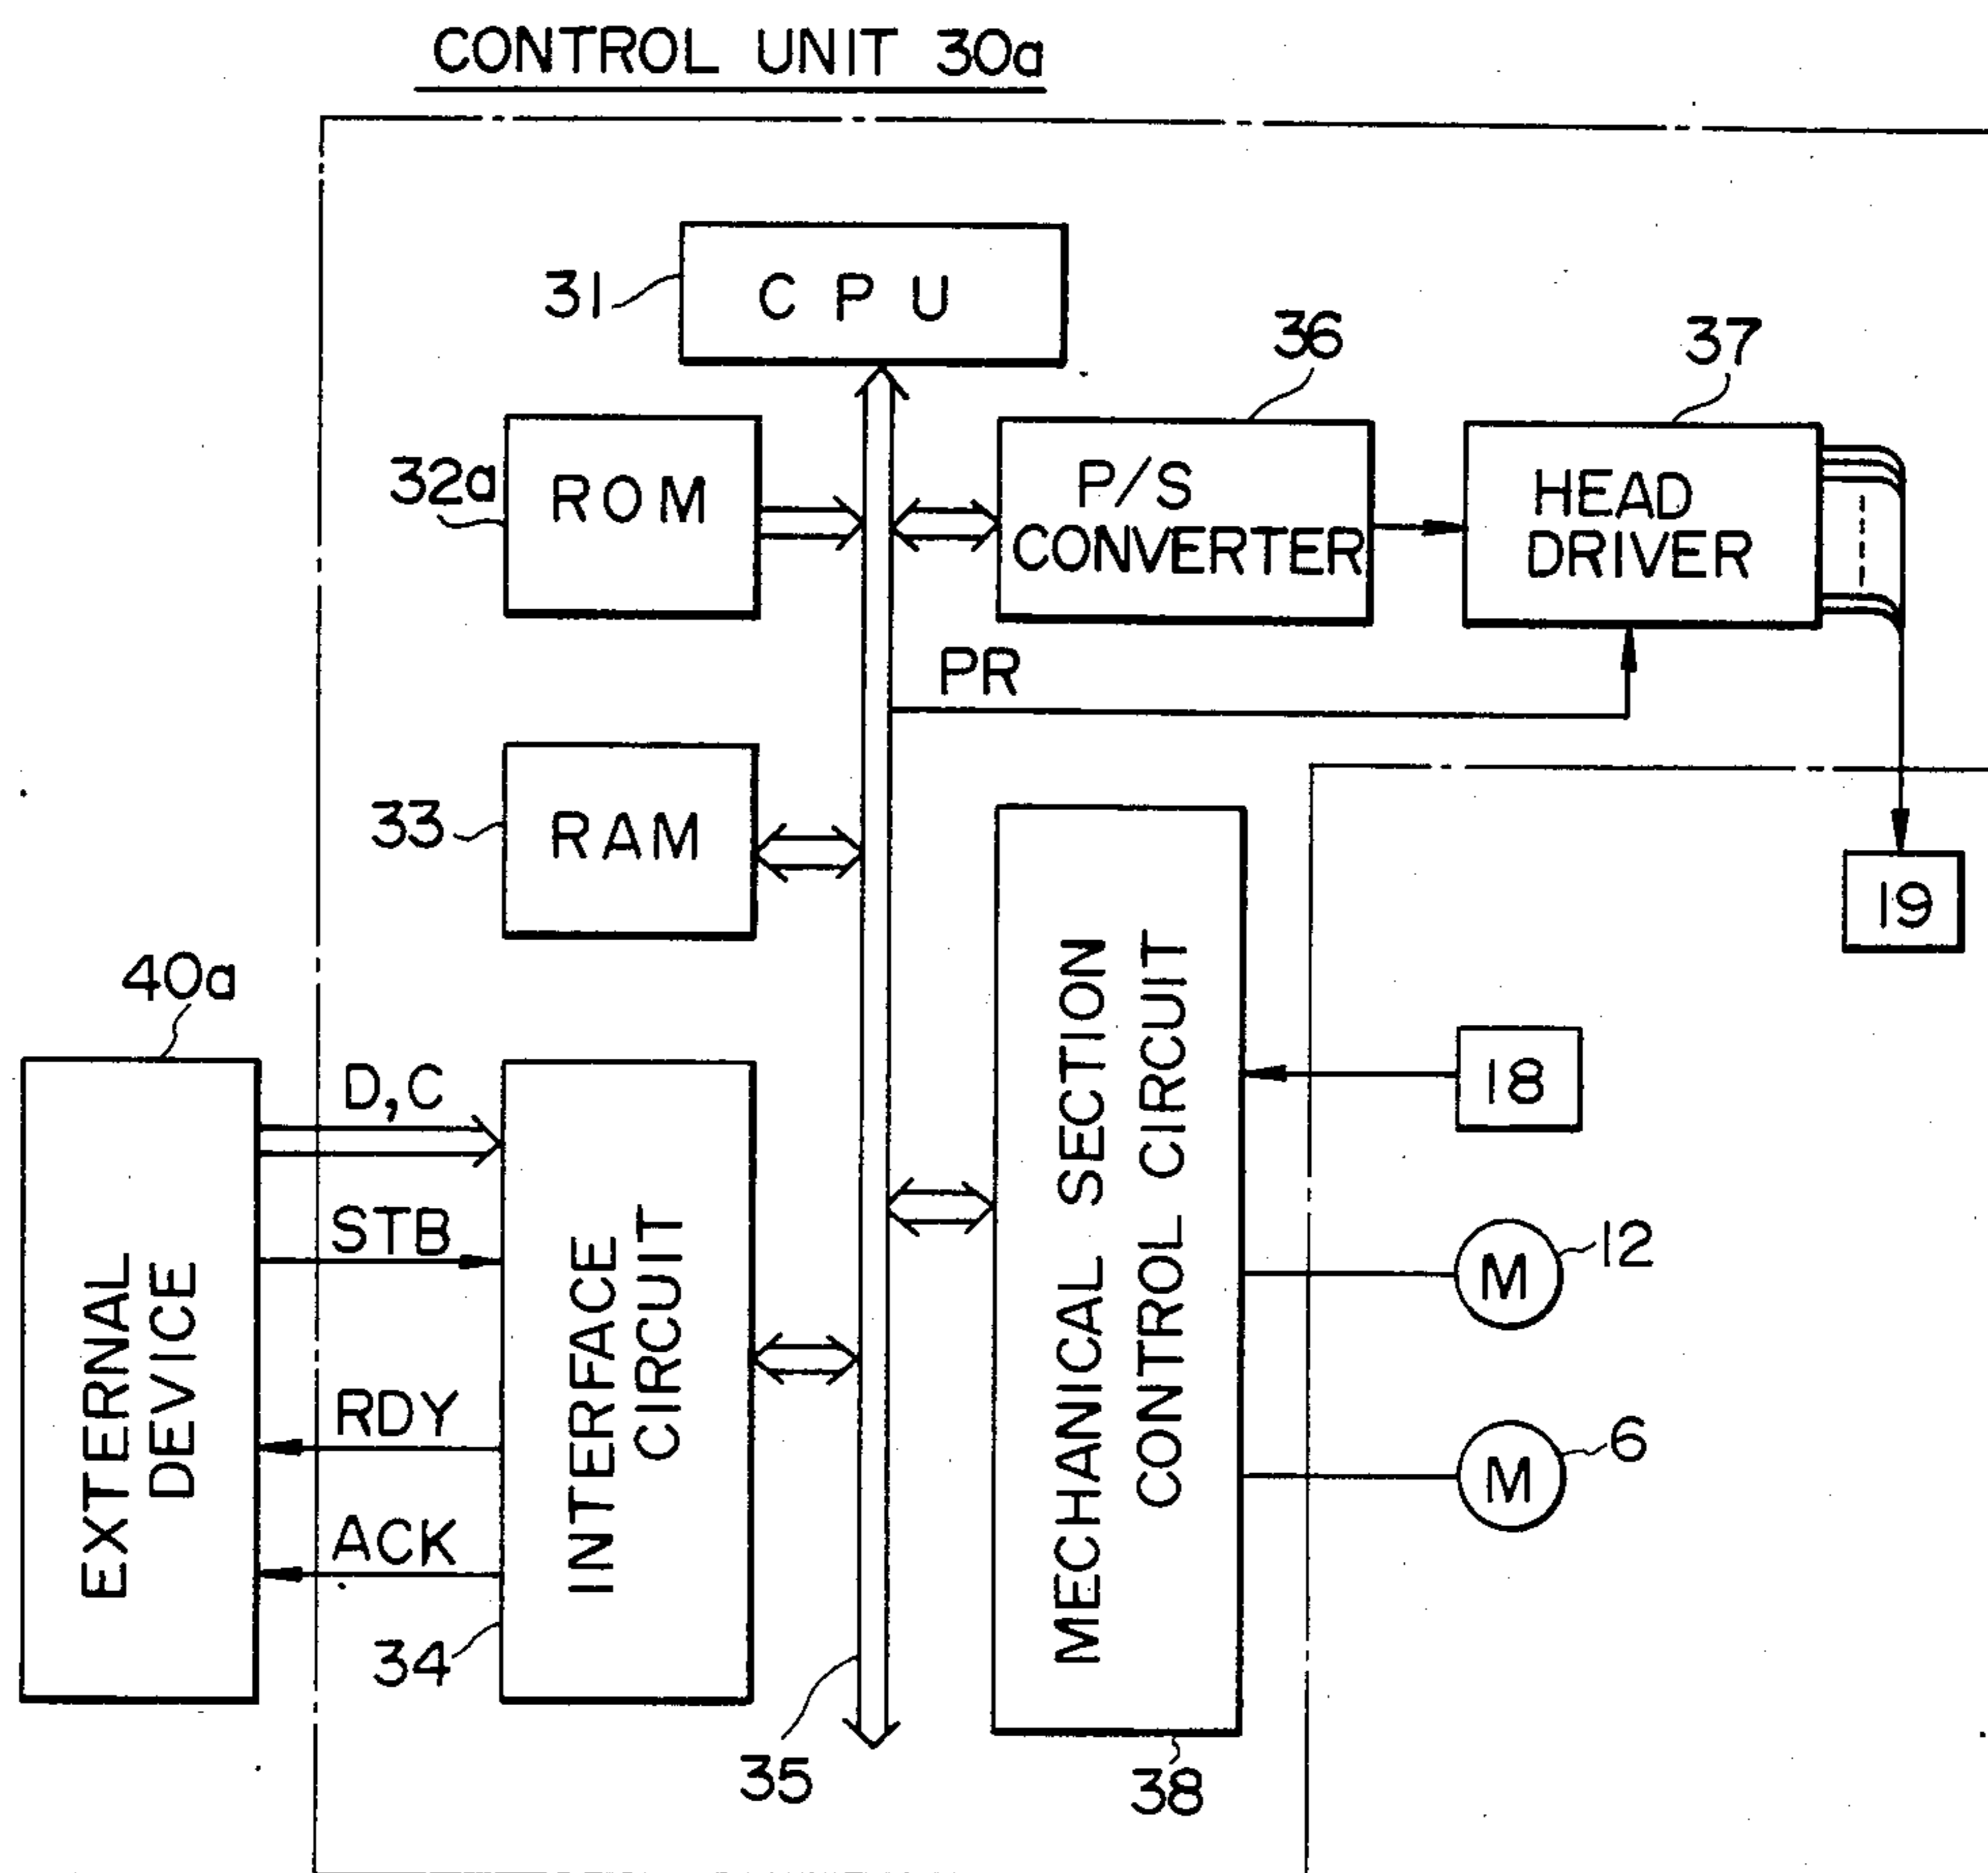 CONTROL UNIT 30a
31
CPU
36
37
32a
ROM
P/S
CONVERTER
HEAD
DRIVER
PR
33
RAM
19
40a
EXTERNAL
DEVICE
D,C
STB
RDY
ACK
INTERFACE
CIRCUIT
34
35
MECHANICAL SECTION
CONTROL CIRCUIT
38
18
M
12
M
6